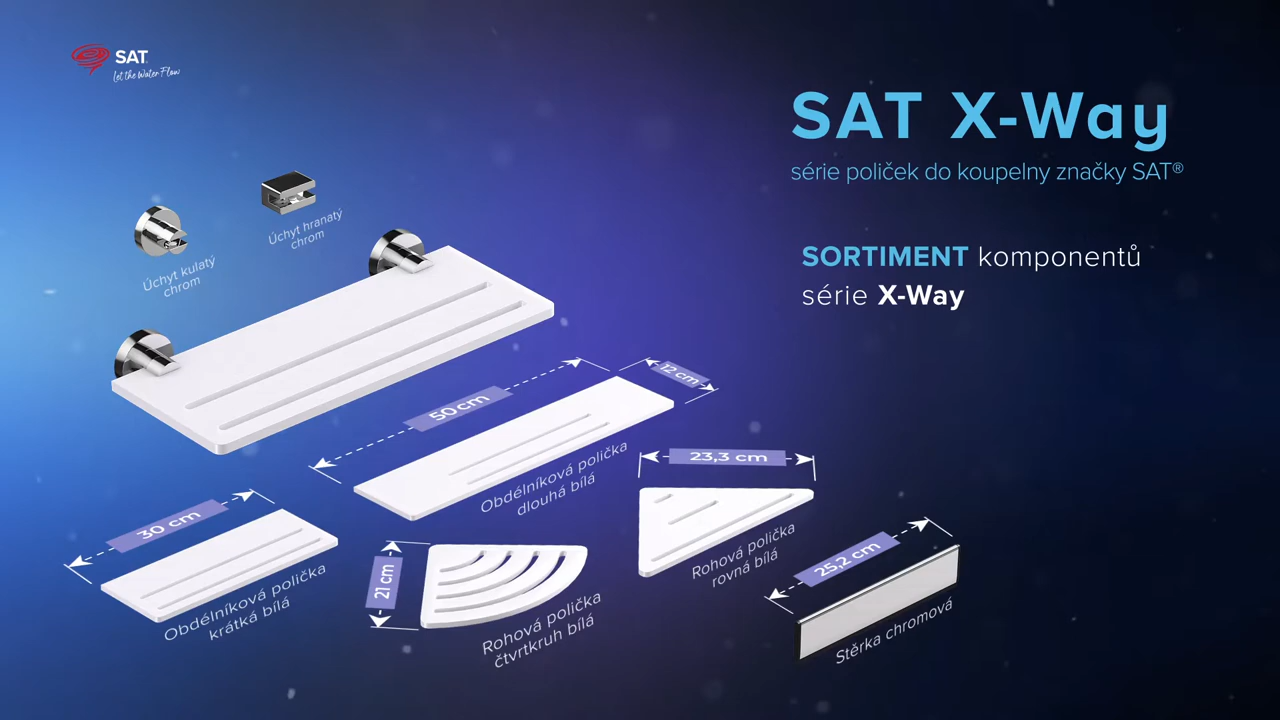 SAT
Let the Water Flow
SAT X-Way
série poliček do koupelny značky SAT®
SORTIMENT komponentů
série X-Way
Úchyt hranatý
chrom
Úchyt kulatý
chrom
12 cm
50 cm
Obdélníková polička
dlouhá bílá
23,3 cm
Rohová polička
rovná bílá
30 cm
Obdélníková polička
krátká bílá
21 cm
Rohová polička
čtvrtkruh bílá
25,2 cm
Stěrka chromová